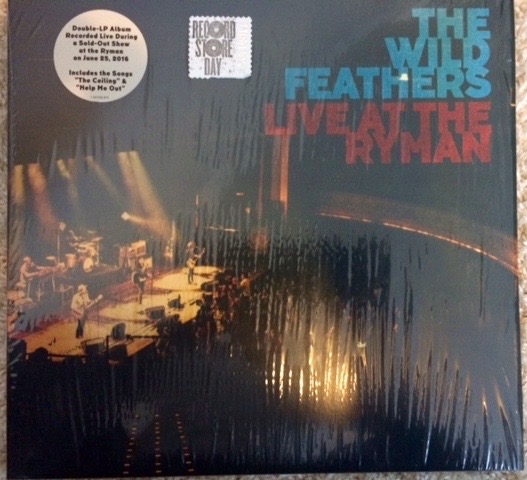 Double-LP Album
Recorded Live During
a Sold-Out Show
at the Ryman
on June 25, 2016
Includes the Songs
"The Ceiling" &
"Help Me Out"
RECORD
STORE
DAY
THE
WILD
FEATHERS
LIVE AT THE
RYMAN